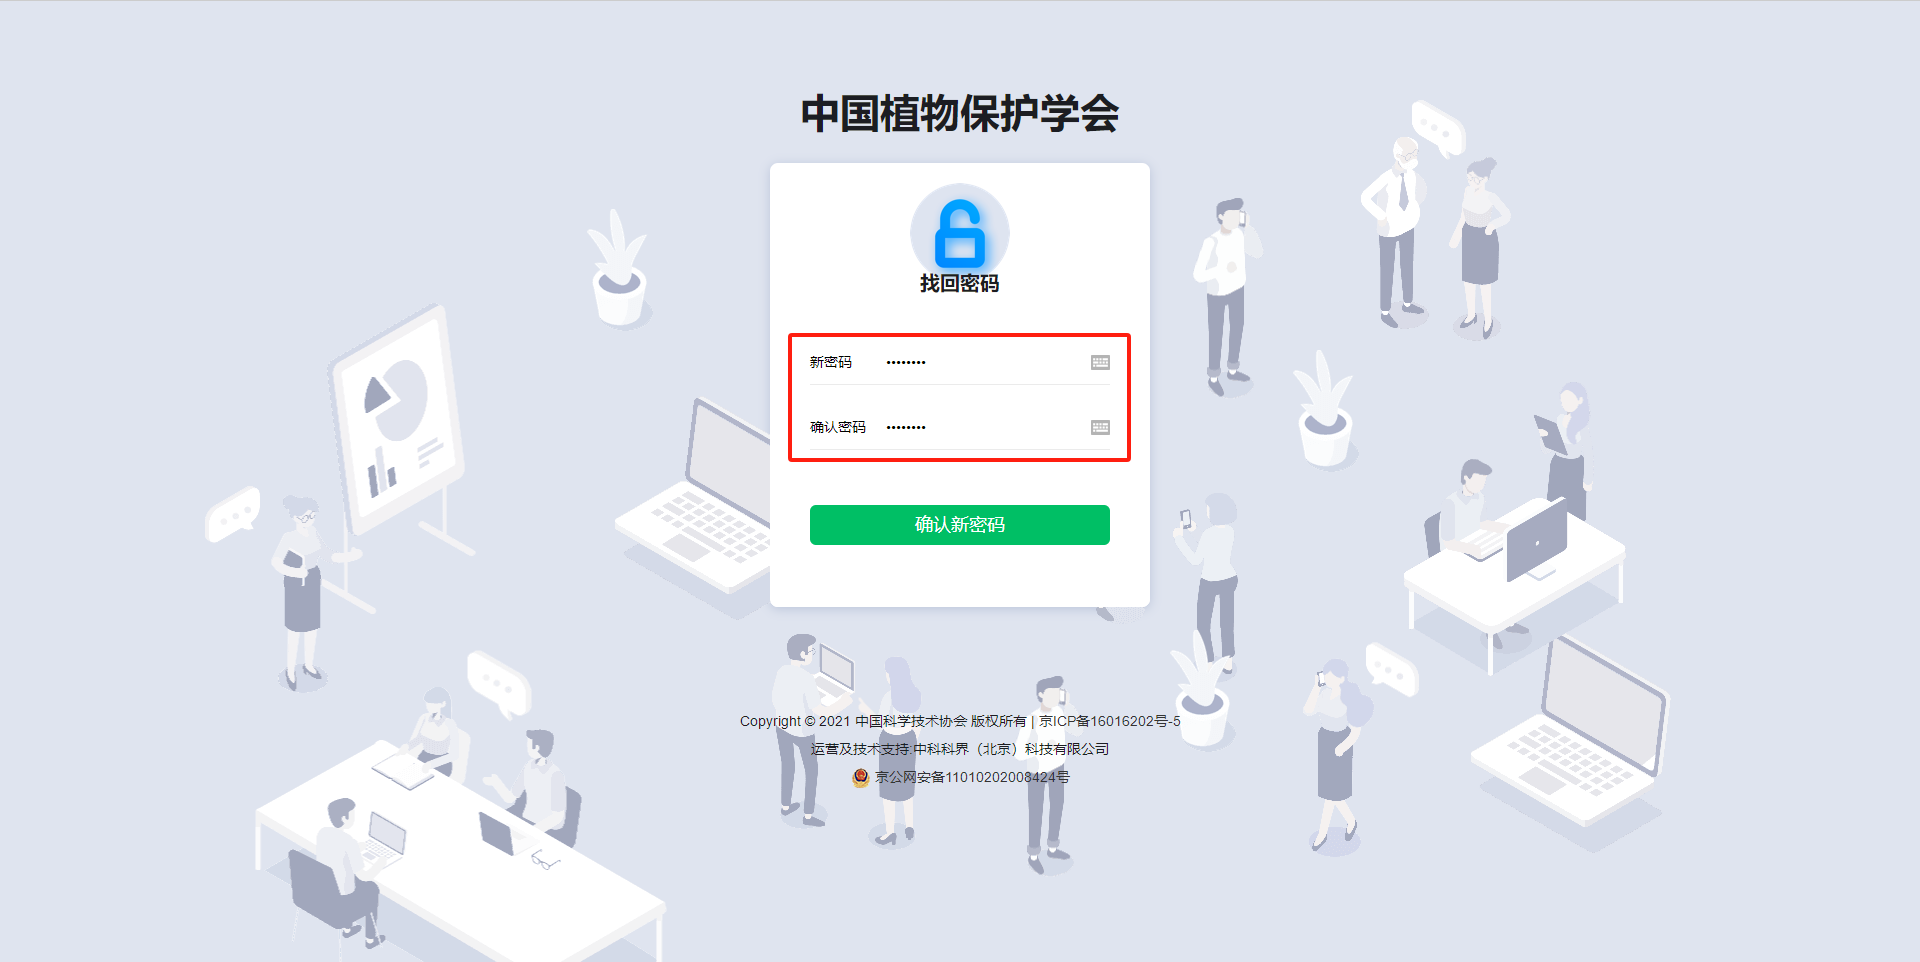 中国植物保护学会
找回密码
新密码 ••••••••
确认密码 ••••••••
确认新密码
Copyright © 2021 中国科学技术协会 版权所有 | 京ICP备16016202号-5
运营及技术支持:中科科界（北京）科技有限公司
京公网安备11010202008424号